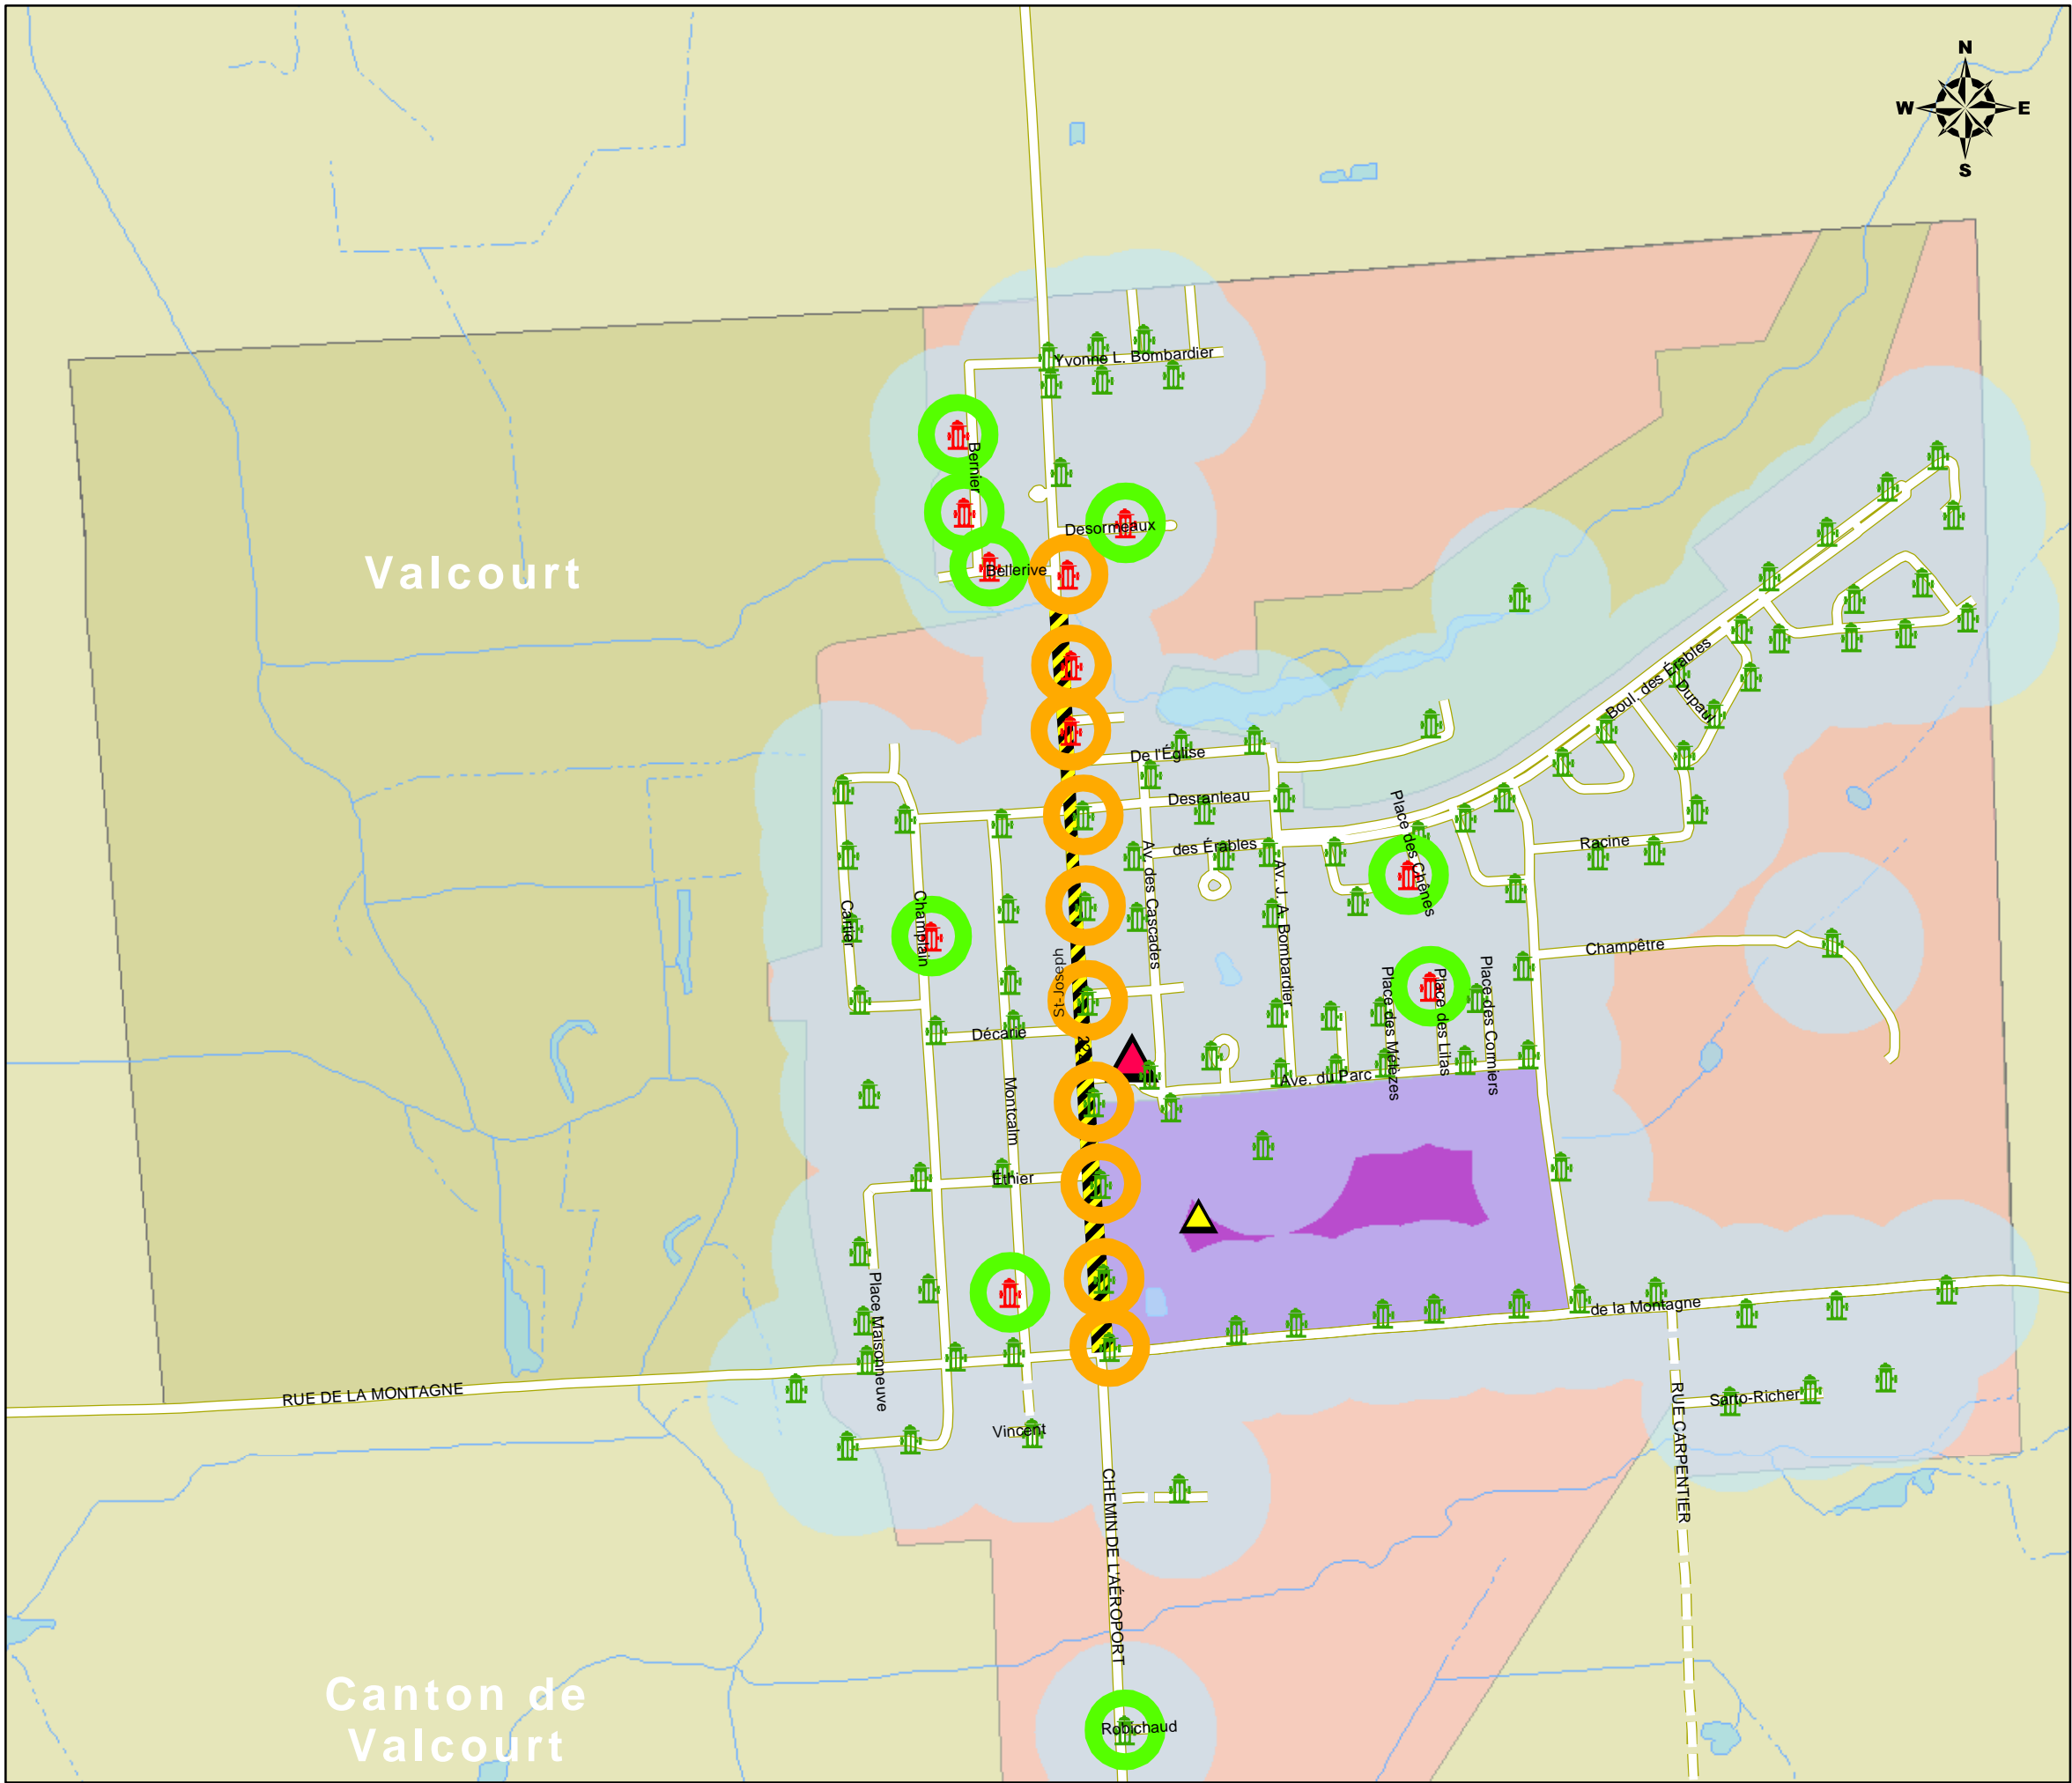 N
W E
S
Yvonne L. Bombardier
Bernier
Desormeaux
Bellerive
Valcourt
Boul. des Érables
Dupaul
De l'Église
Desranleau
Place des Chênes
des Érables
Racine
Av. des Cascades
Av. J. A. Bombardier
Cartier
Champlain
Champêtre
St-Joseph
Place des Mélèzes
Place des Lilas
Place des Cormiers
Décarie
Ave. du Parc
Montcalm
Éthier
Place Maisonneuve
de la Montagne
RUE DE LA MONTAGNE
RUE CARPENTIER
Sarto-Richer
Vincent
CHEMIN DE L'AÉROPORT
Canton de
Valcourt
Robichaud